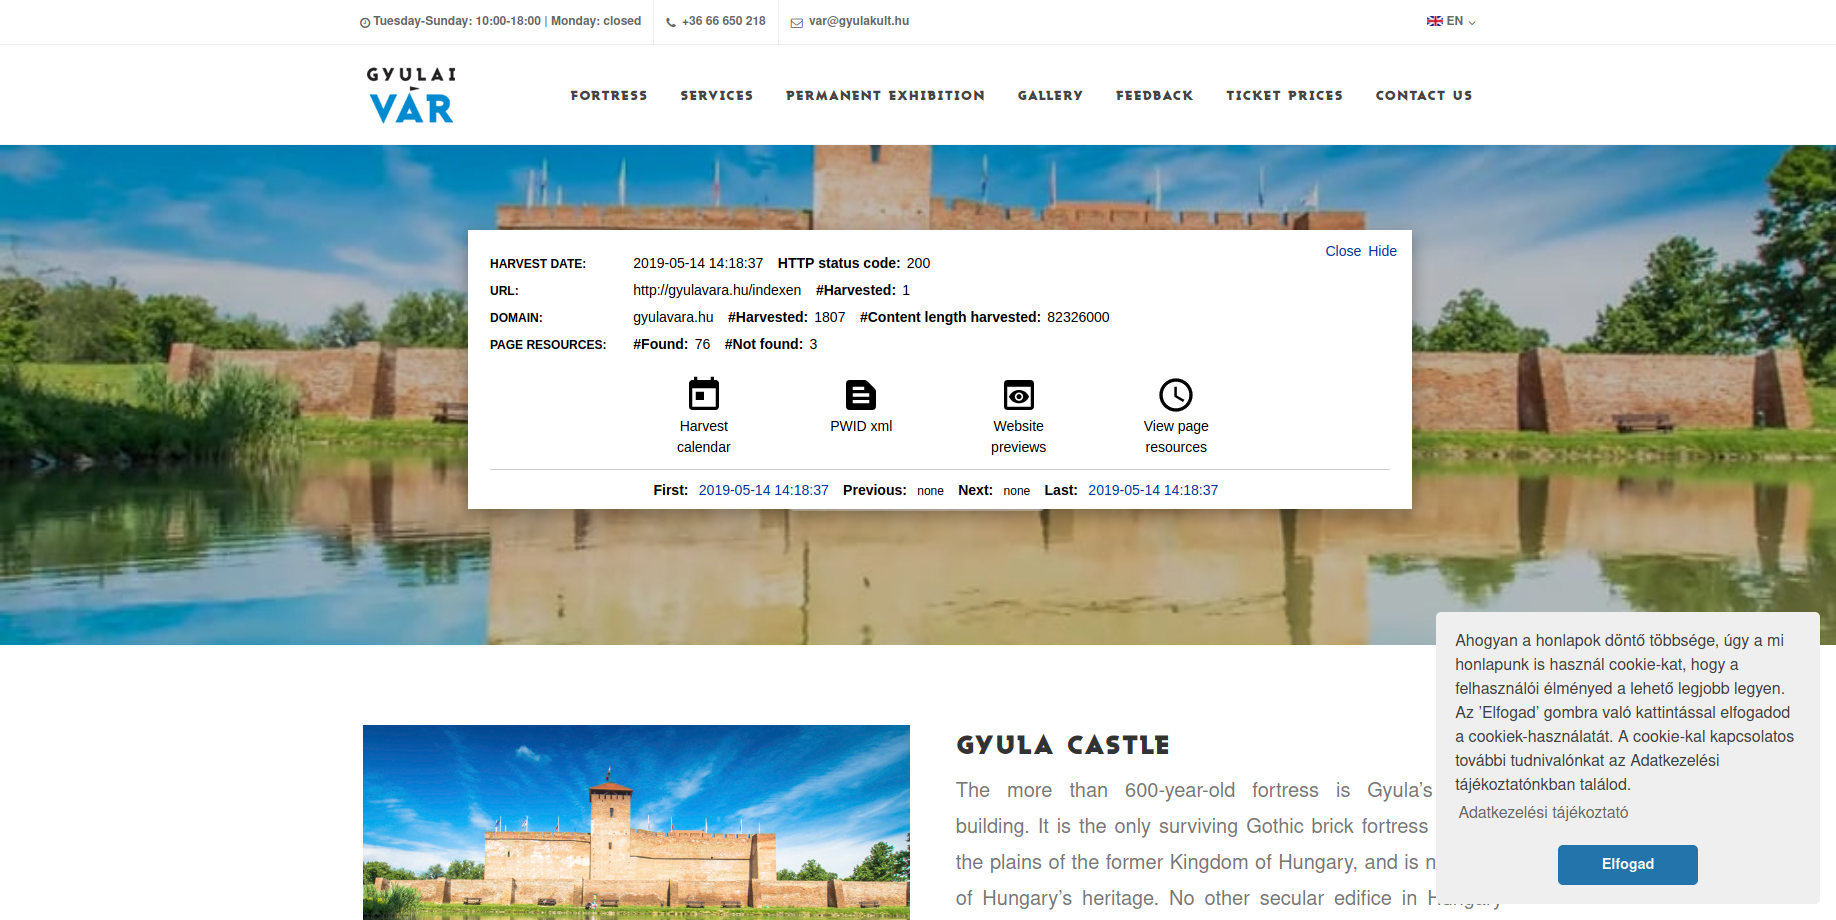 Tuesday-Sunday: 10:00-18:00 | Monday: closed
+36 66 650 218
var@gyulakult.hu
EN
GYULAI
VÁR
FORTRESS
SERVICES
PERMANENT EXHIBITION
GALLERY
FEEDBACK
TICKET PRICES
CONTACT US
Close Hide
HARVEST DATE: 2019-05-14 14:18:37 HTTP status code: 200
URL: http://gyulavara.hu/indexen #Harvested: 1
DOMAIN: gyulavara.hu #Harvested: 1807 #Content length harvested: 82326000
PAGE RESOURCES: #Found: 76 #Not found: 3
Harvest
calendar
PWID xml
Website
previews
View page
resources
First: 2019-05-14 14:18:37 Previous: none Next: none Last: 2019-05-14 14:18:37
GYULA CASTLE
The more than 600-year-old fortress is Gyula's
building. It is the only surviving Gothic brick fortress
the plains of the former Kingdom of Hungary, and is
of Hungary's heritage. No other secular edifice in Hungary
Ahogyan a honlapok döntő többsége, úgy a mi
honlapunk is használ cookie-kat, hogy a
felhasználói élményed a lehető legjobb legyen.
Az 'Elfogad' gombra való kattintással elfogadod
a cookiek-használatát. A cookie-kal kapcsolatos
további tudnivalónkat az Adatkezelési
tájékoztatónkban találod.
Adatkezelési tájékoztató
Elfogad